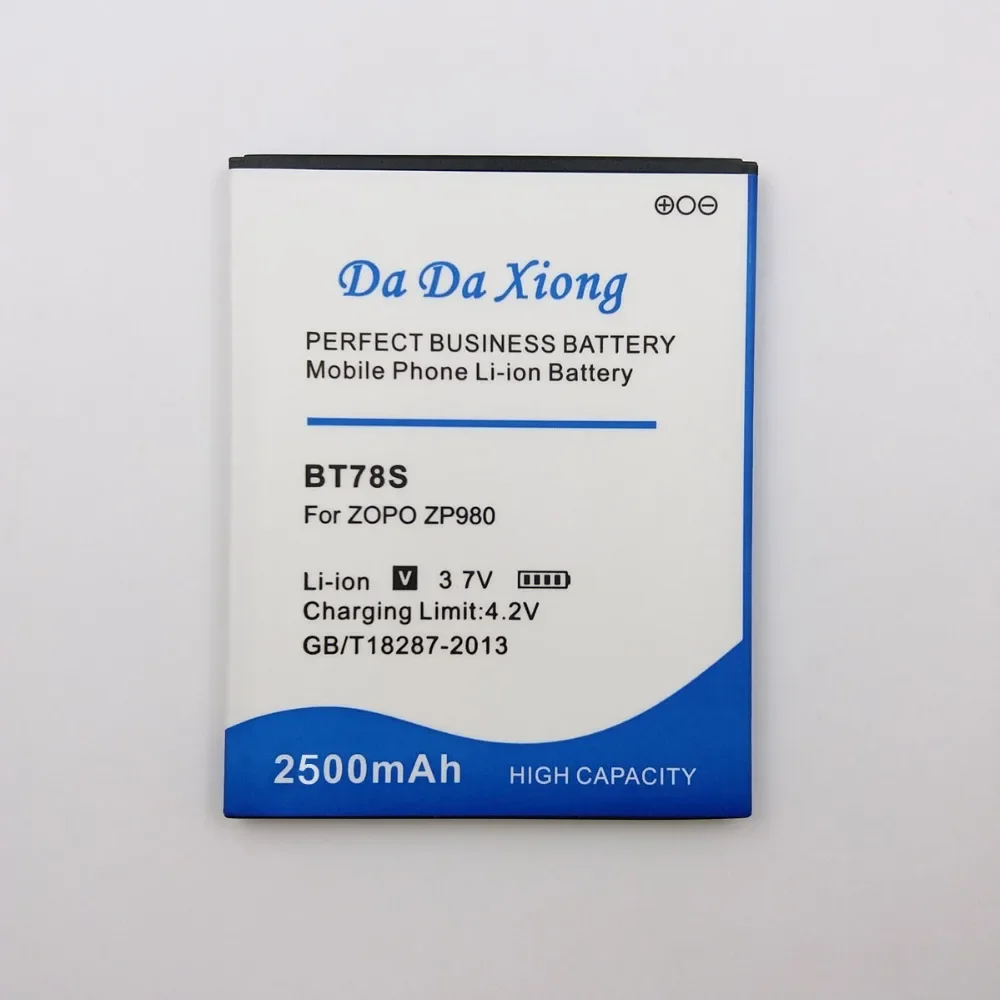 ⊕○⊖
Da Da Xiong
PERFECT BUSINESS BATTERY
Mobile Phone Li-ion Battery
BT78S
For ZOPO ZP980
Li-ion V 3.7V
Charging Limit:4.2V
GB/T18287-2013
2500mAh HIGH CAPACITY